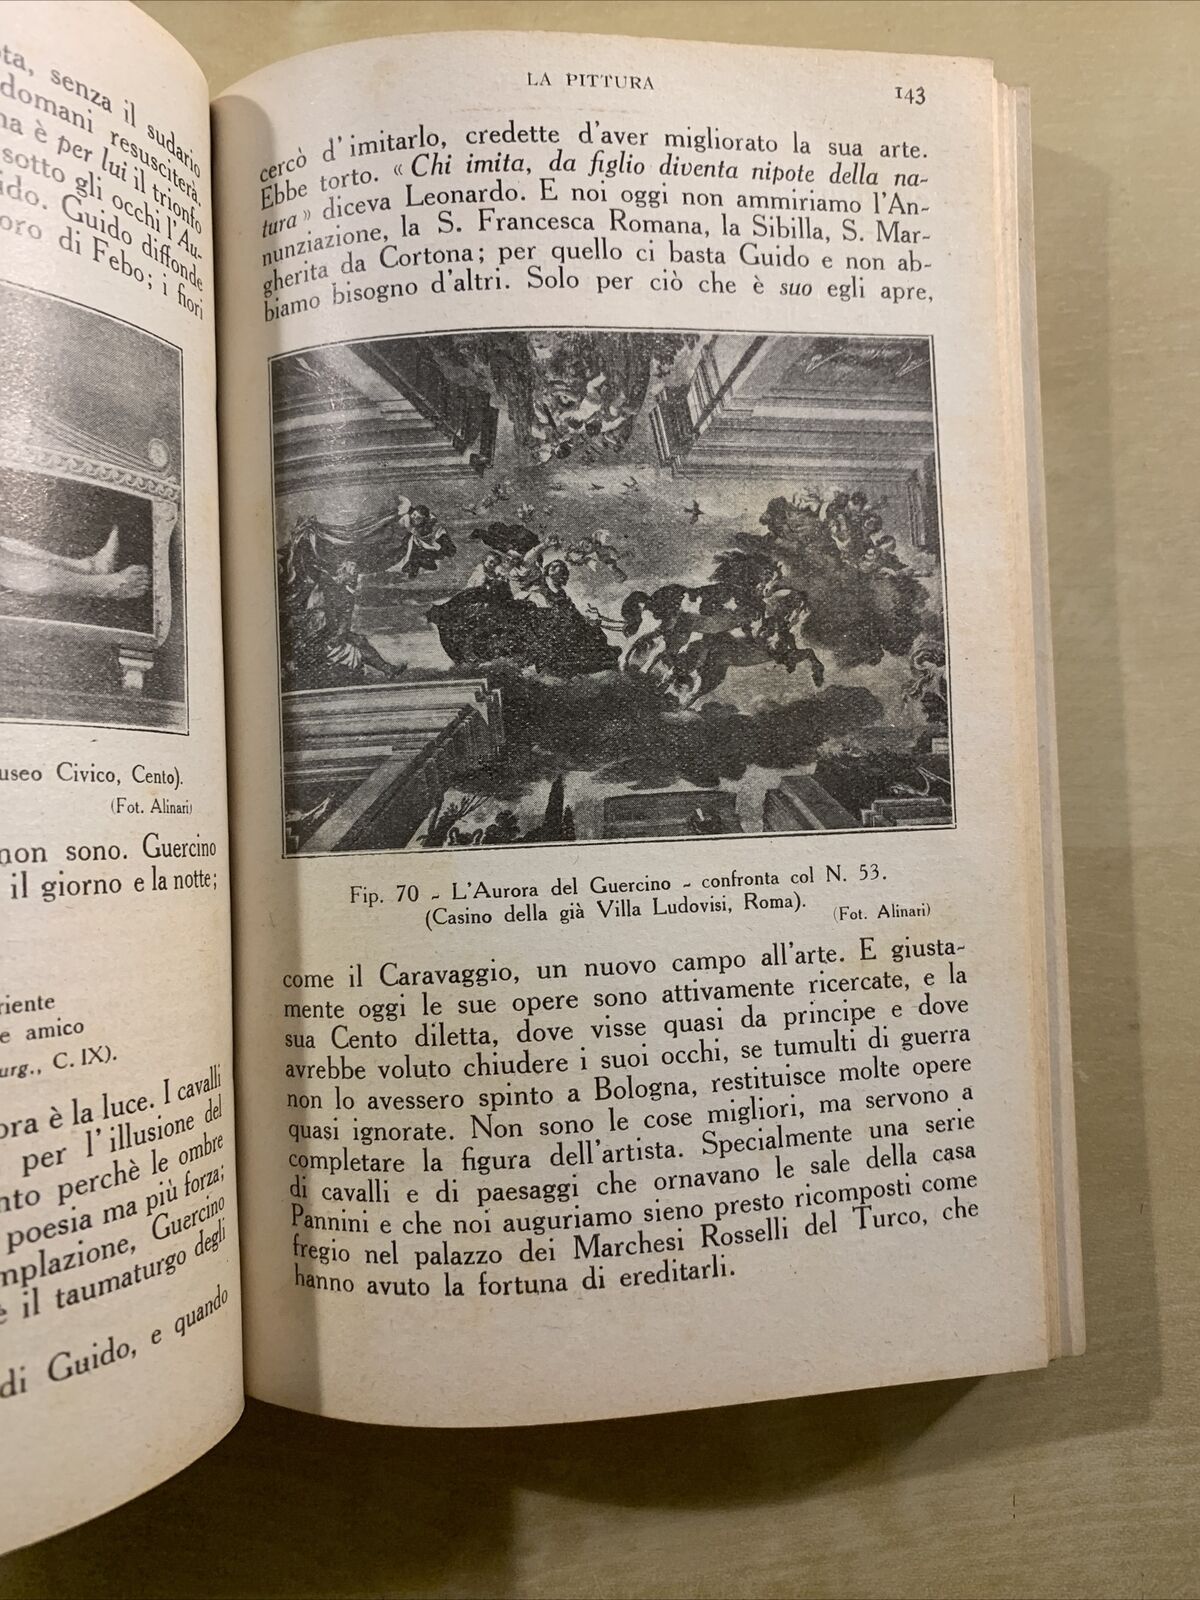 ta, senza il sudario
domani resusciterà.
na è per lui il trionfo
sotto gli occhi l'Au-
ido. Guido diffonde
oro di Febo; i fiori
useo Civico, Cento).
(Fot. Alinari)
non sono. Guercino
il giorno e la notte;
riente
e amico
urg., C. IX).
ora è la luce. I cavalli
per l'illusione del
nto perchè le ombre
poesia ma più forza;
mplazione, Guercino
è il taumaturgo degli
di Guido, e quando
LA PITTURA
143
cercò d'imitarlo, credette d'aver migliorato la sua arte.
Ebbe torto. « Chi imita, da figlio diventa nipote della na-
tura » diceva Leonardo. E noi oggi non ammiriamo l'An-
nunziazione, la S. Francesca Romana, la Sibilla, S. Mar-
gherita da Cortona; per quello ci basta Guido e non ab-
biamo bisogno d'altri. Solo per ciò che è suo egli apre,
Fip. 70 - L'Aurora del Guercino - confronta col N. 53.
(Casino della già Villa Ludovisi, Roma).
(Fot. Alinari)
come il Caravaggio, un nuovo campo all'arte. E giusta-
mente oggi le sue opere sono attivamente ricercate, e la
sua Cento diletta, dove visse quasi da principe e dove
avrebbe voluto chiudere i suoi occhi, se tumulti di guerra
non lo avessero spinto a Bologna, restituisce molte opere
quasi ignorate. Non sono le cose migliori, ma servono a
completare la figura dell'artista. Specialmente una serie
di cavalli e di paesaggi che ornavano le sale della casa
Pannini e che noi auguriamo sieno presto ricomposti come
fregio nel palazzo dei Marchesi Rosselli del Turco, che
hanno avuto la fortuna di ereditarli.